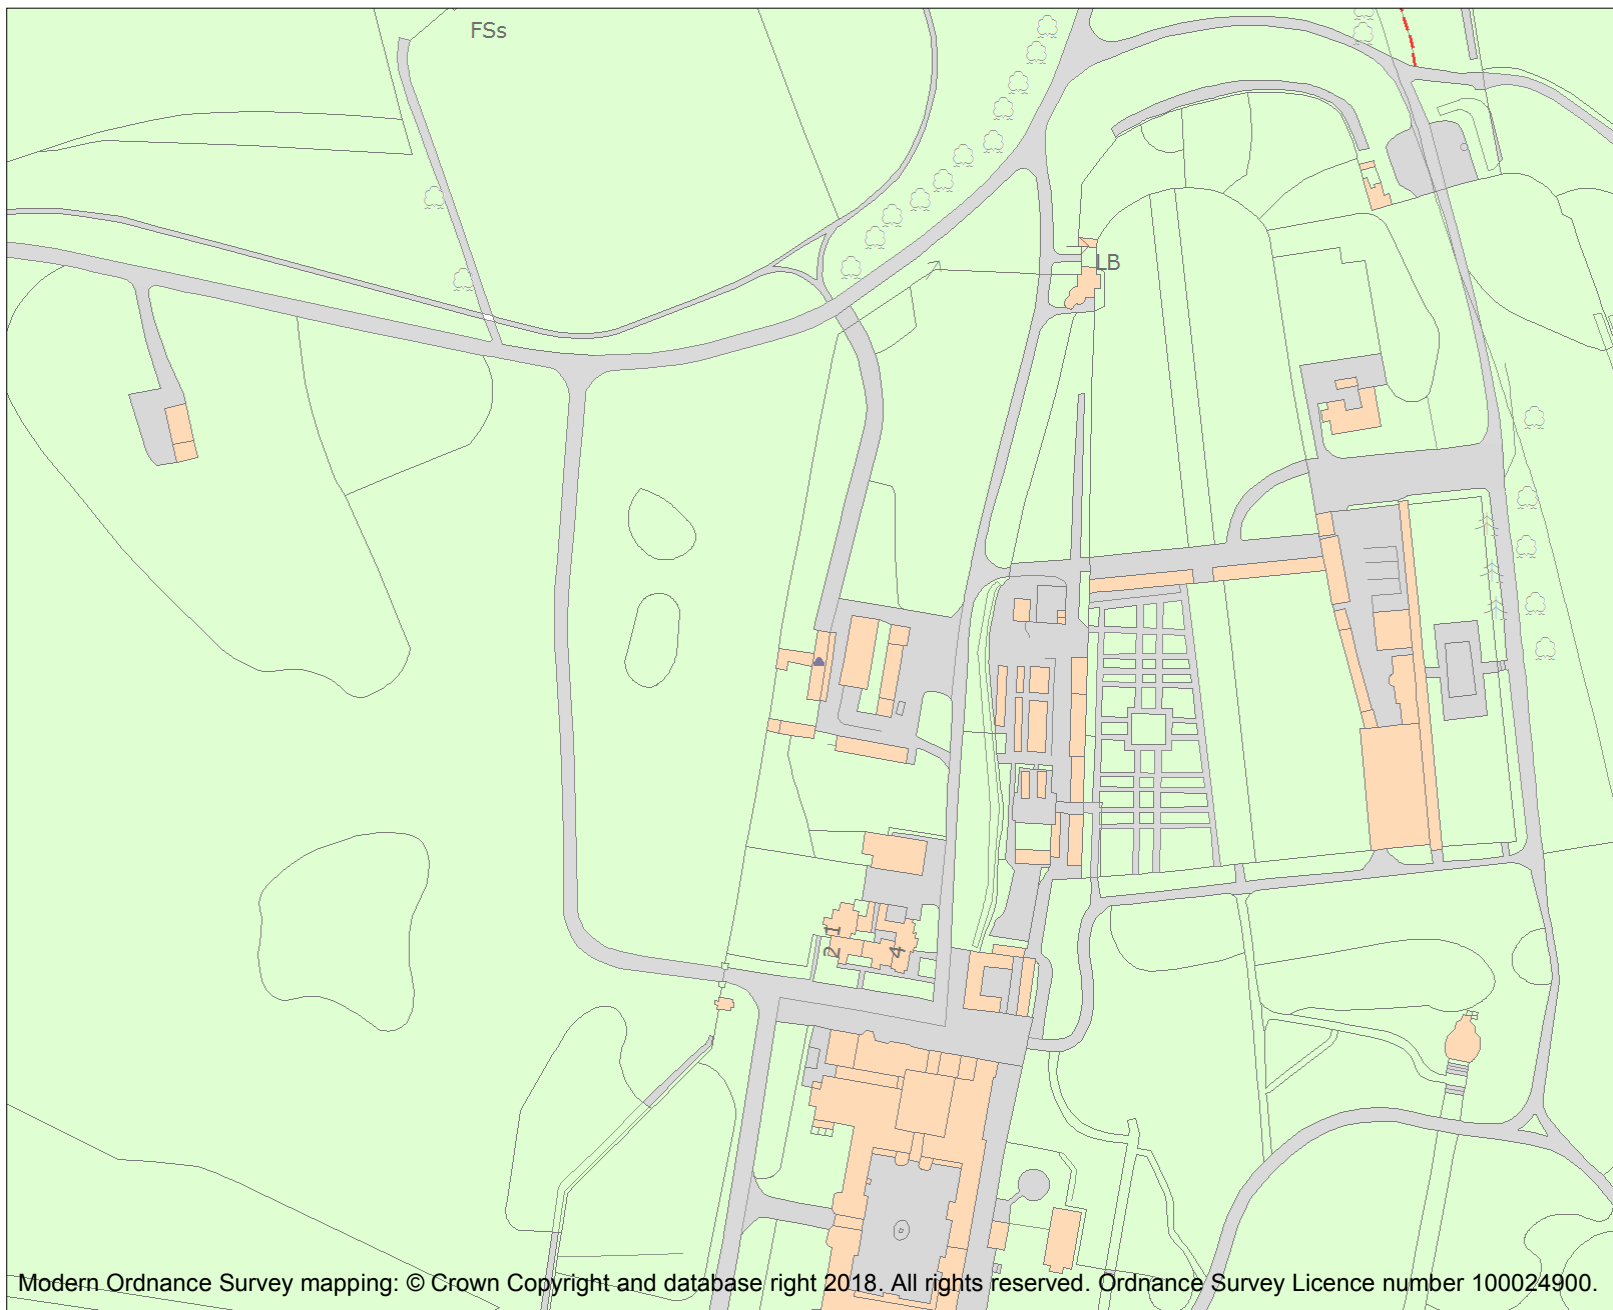 FSs
LB
1
2
4
Modern Ordnance Survey mapping: © Crown Copyright and database right 2018. All rights reserved. Ordnance Survey Licence number 100024900.